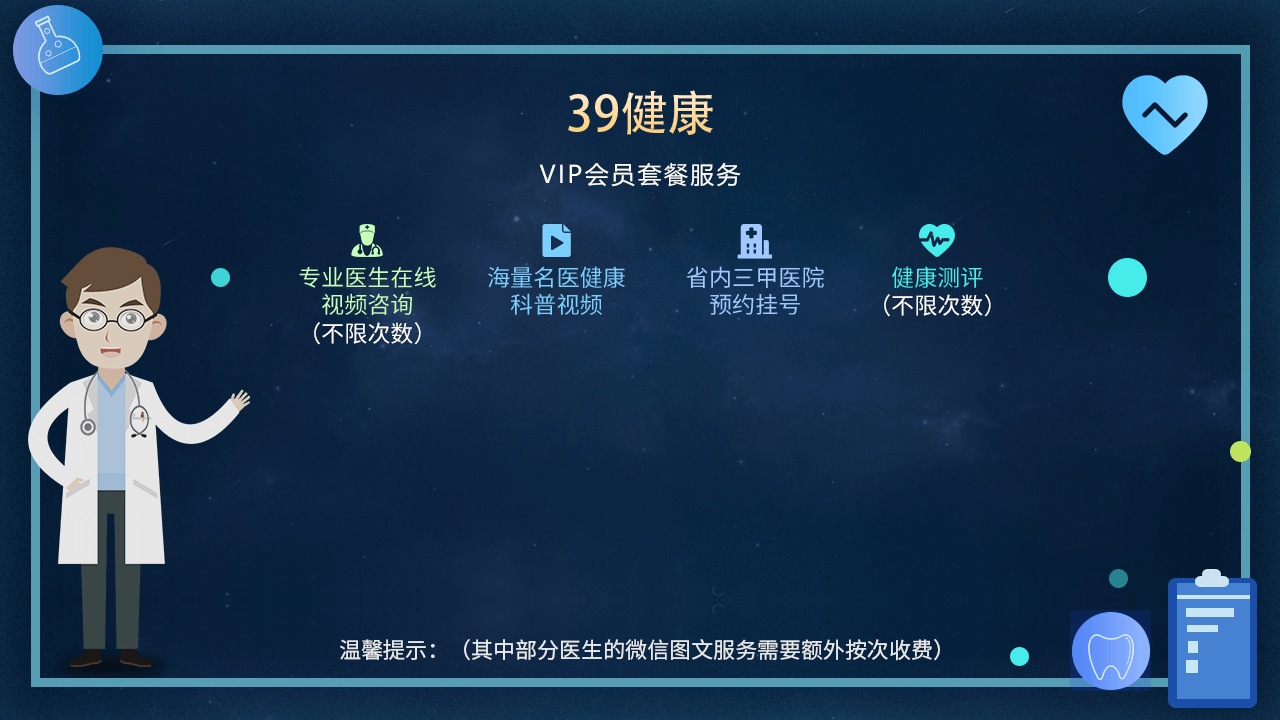 39健康
VIP会员套餐服务
专业医生在线
视频咨询
（不限次数）
海量名医健康
科普视频
省内三甲医院
预约挂号
健康测评
（不限次数）
温馨提示：（其中部分医生的微信图文服务需要额外按次收费）